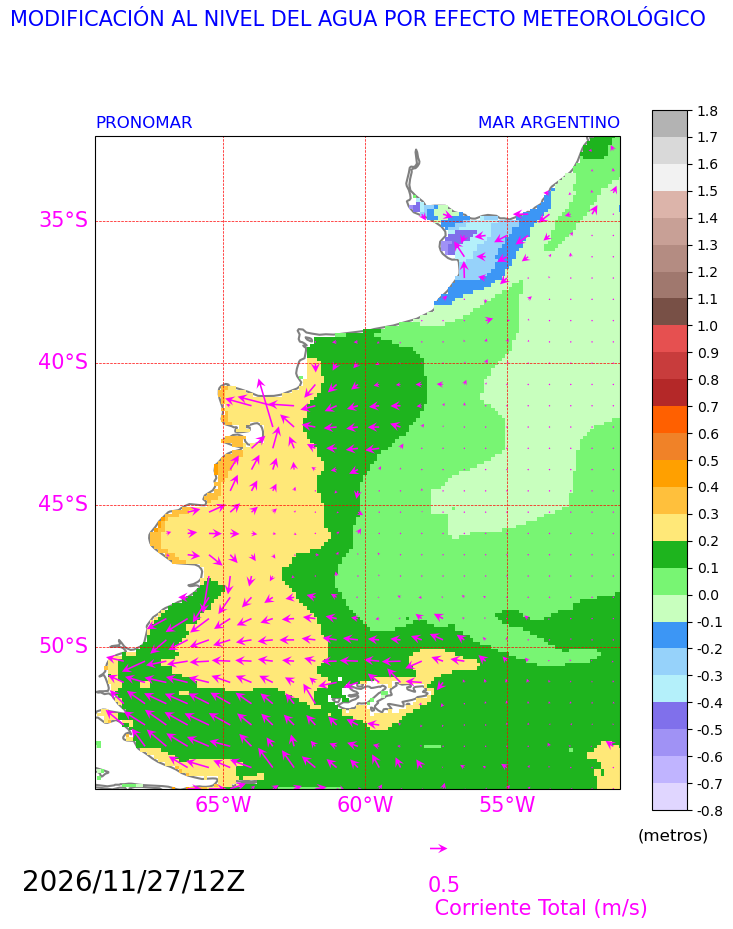 MODIFICACIÓN AL NIVEL DEL AGUA POR EFECTO METEOROLÓGICO
PRONOMAR MAR ARGENTINO
35°S
40°S
45°S
50°S
65°W 60°W 55°W
1.8
1.7
1.6
1.5
1.4
1.3
1.2
1.1
1.0
0.9
0.8
0.7
0.6
0.5
0.4
0.3
0.2
0.1
0.0
-0.1
-0.2
-0.3
-0.4
-0.5
-0.6
-0.7
-0.8
(metros)
2026/11/27/12Z
0.5
Corriente Total (m/s)